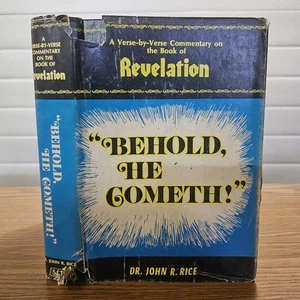 A VERSE-BY-VERSE
COMMENTARY
ON THE BOOK
OF
Revelation
"BEHOLD,
HE
COMETH!"
JOHN R. RICE
A Verse-by-Verse Commentary on
the Book of
Revelation
"BEHOLD,
HE
COMETH!"
DR. JOHN R. RICE